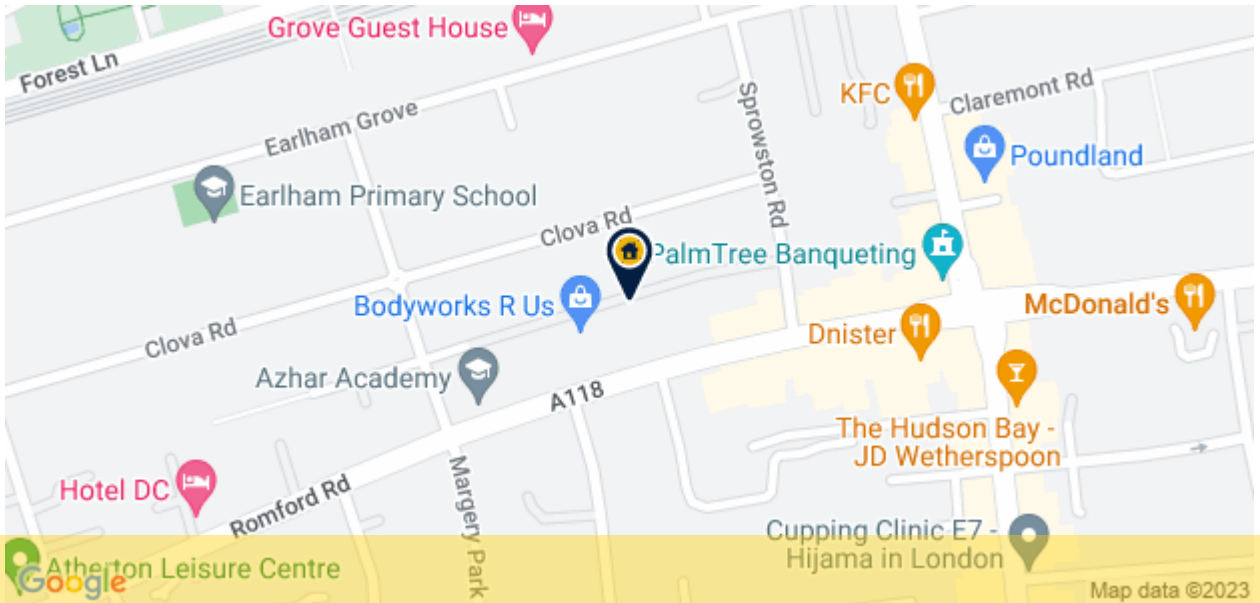 Grove Guest House
Forest Ln
KFC
Claremont Rd
Sprowston Rd
Earlham Grove
Poundland
Earlham Primary School
Clova Rd
PalmTree Banqueting
Bodyworks R Us
McDonald's
Clova Rd
Dnister
Azhar Academy
A118
The Hudson Bay -
JD Wetherspoon
Hotel DC
Romford Rd
Margery Park
Cupping Clinic E7 -
Hijama in London
Atherton Leisure Centre
Google
Map data ©2023